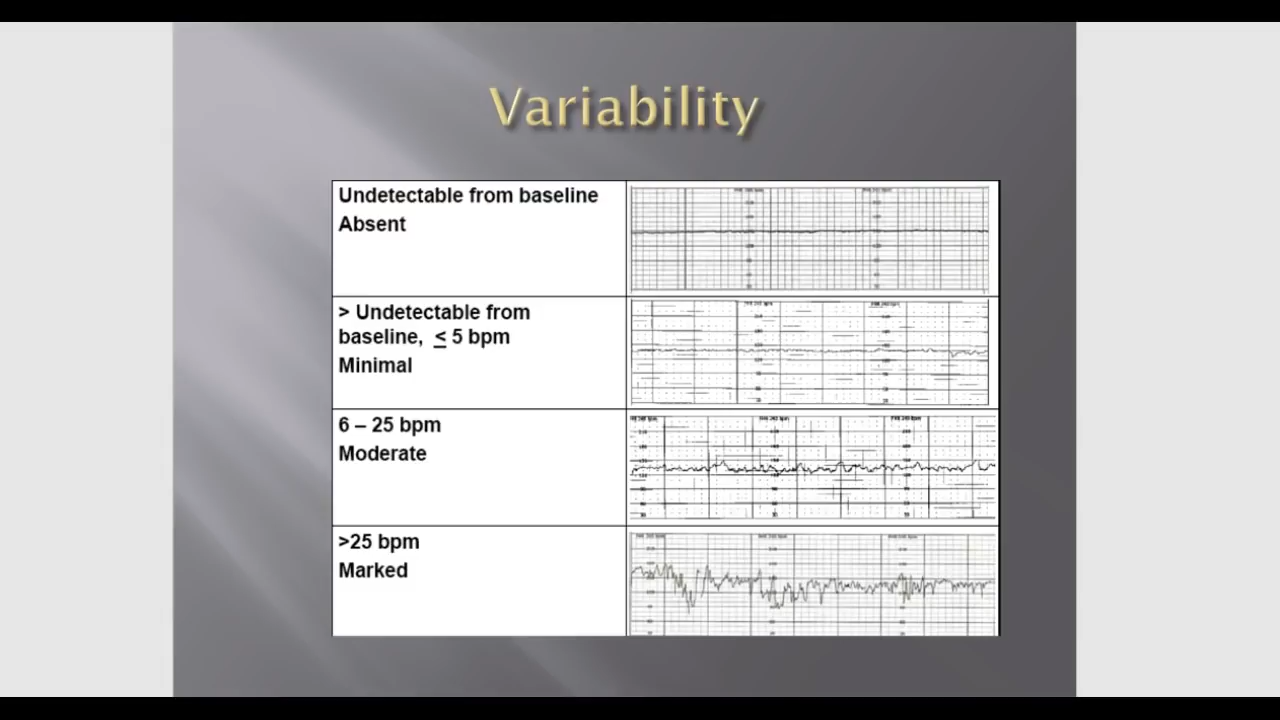 Variability
Undetectable from baseline
Absent
> Undetectable from
baseline, ≤ 5 bpm
Minimal
6 – 25 bpm
Moderate
>25 bpm
Marked